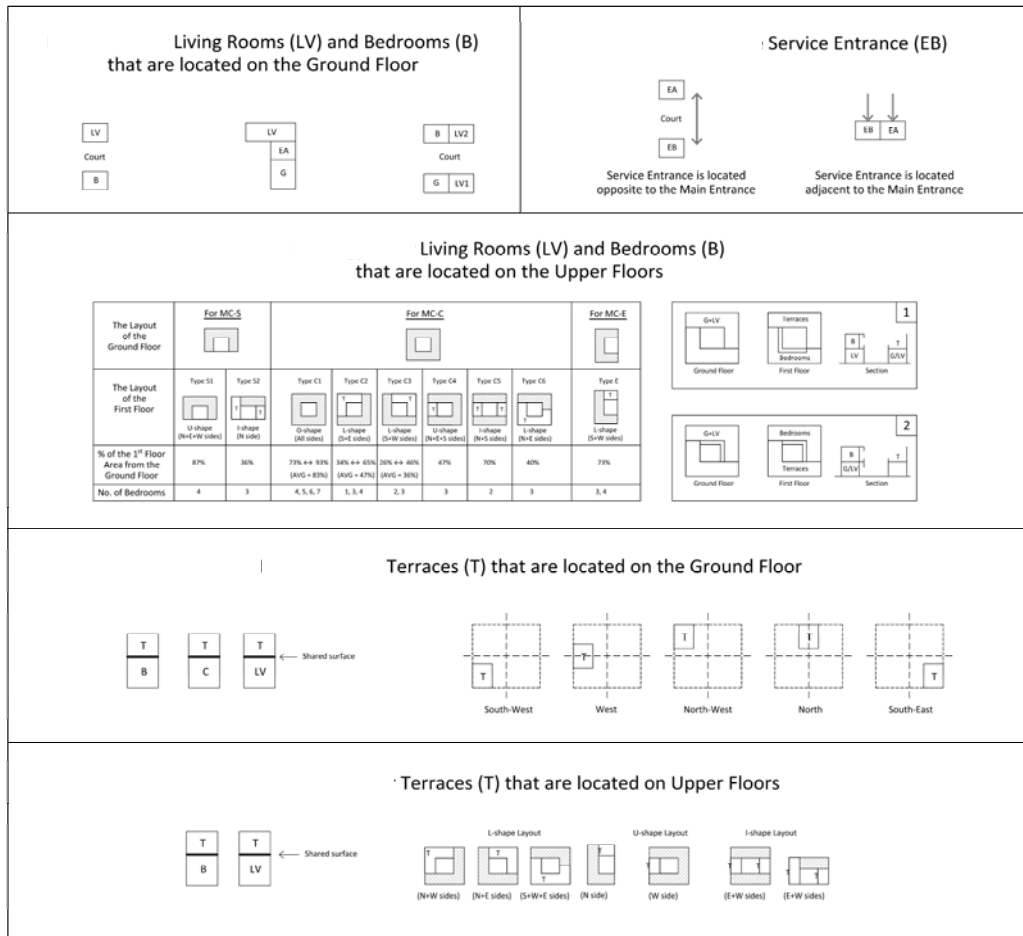 Living Rooms (LV) and Bedrooms (B)
that are located on the Ground Floor
LV
Court
B
LV
EA
G
B LV2
Court
G LV1
Service Entrance (EB)
EA
Court
EB
Service Entrance is located
opposite to the Main Entrance
EB EA
Service Entrance is located
adjacent to the Main Entrance
Living Rooms (LV) and Bedrooms (B)
that are located on the Upper Floors
The Layout
of the
Ground Floor
For MC-S
For MC-C
For MC-E
The Layout
of the
First Floor
Type S1 Type S2 Type C1 Type C2 Type C3 Type C4 Type C5 Type C6 Type E
T T T T T T T T T
U-shape I-shape O-shape L-shape L-shape U-shape I-shape L-shape L-shape
(N+E+W sides) (N side) (All sides) (S+E sides) (S+W sides) (N+E+S sides) (N+S sides) (N+E sides) (S+W sides)
% of the 1st Floor
Area from the
Ground Floor
87% 36% 73% ↔ 93% 34% ↔ 65% 26% ↔ 46% 47% 70% 40% 73%
(AVG = 83%) (AVG = 47%) (AVG = 36%)
No. of Bedrooms 4 3 4, 5, 6, 7 1, 3, 4 2, 3 3 2 3 3, 4
1
G+LV
Ground Floor
Terraces
Bedrooms
First Floor
B
LV
T
G/LV
Section
2
G+LV
Ground Floor
Bedrooms
Terraces
First Floor
B
G/LV
T
Section
Terraces (T) that are located on the Ground Floor
T T T
B C LV
Shared surface
T T T T T
South-West West North-West North South-East
Terraces (T) that are located on Upper Floors
T T
B LV
Shared surface
L-shape Layout U-shape Layout I-shape Layout
T T T T T T T T T
(N+W sides) (N+E sides) (S+W+E sides) (N side) (W side) (E+W sides) (E+W sides)